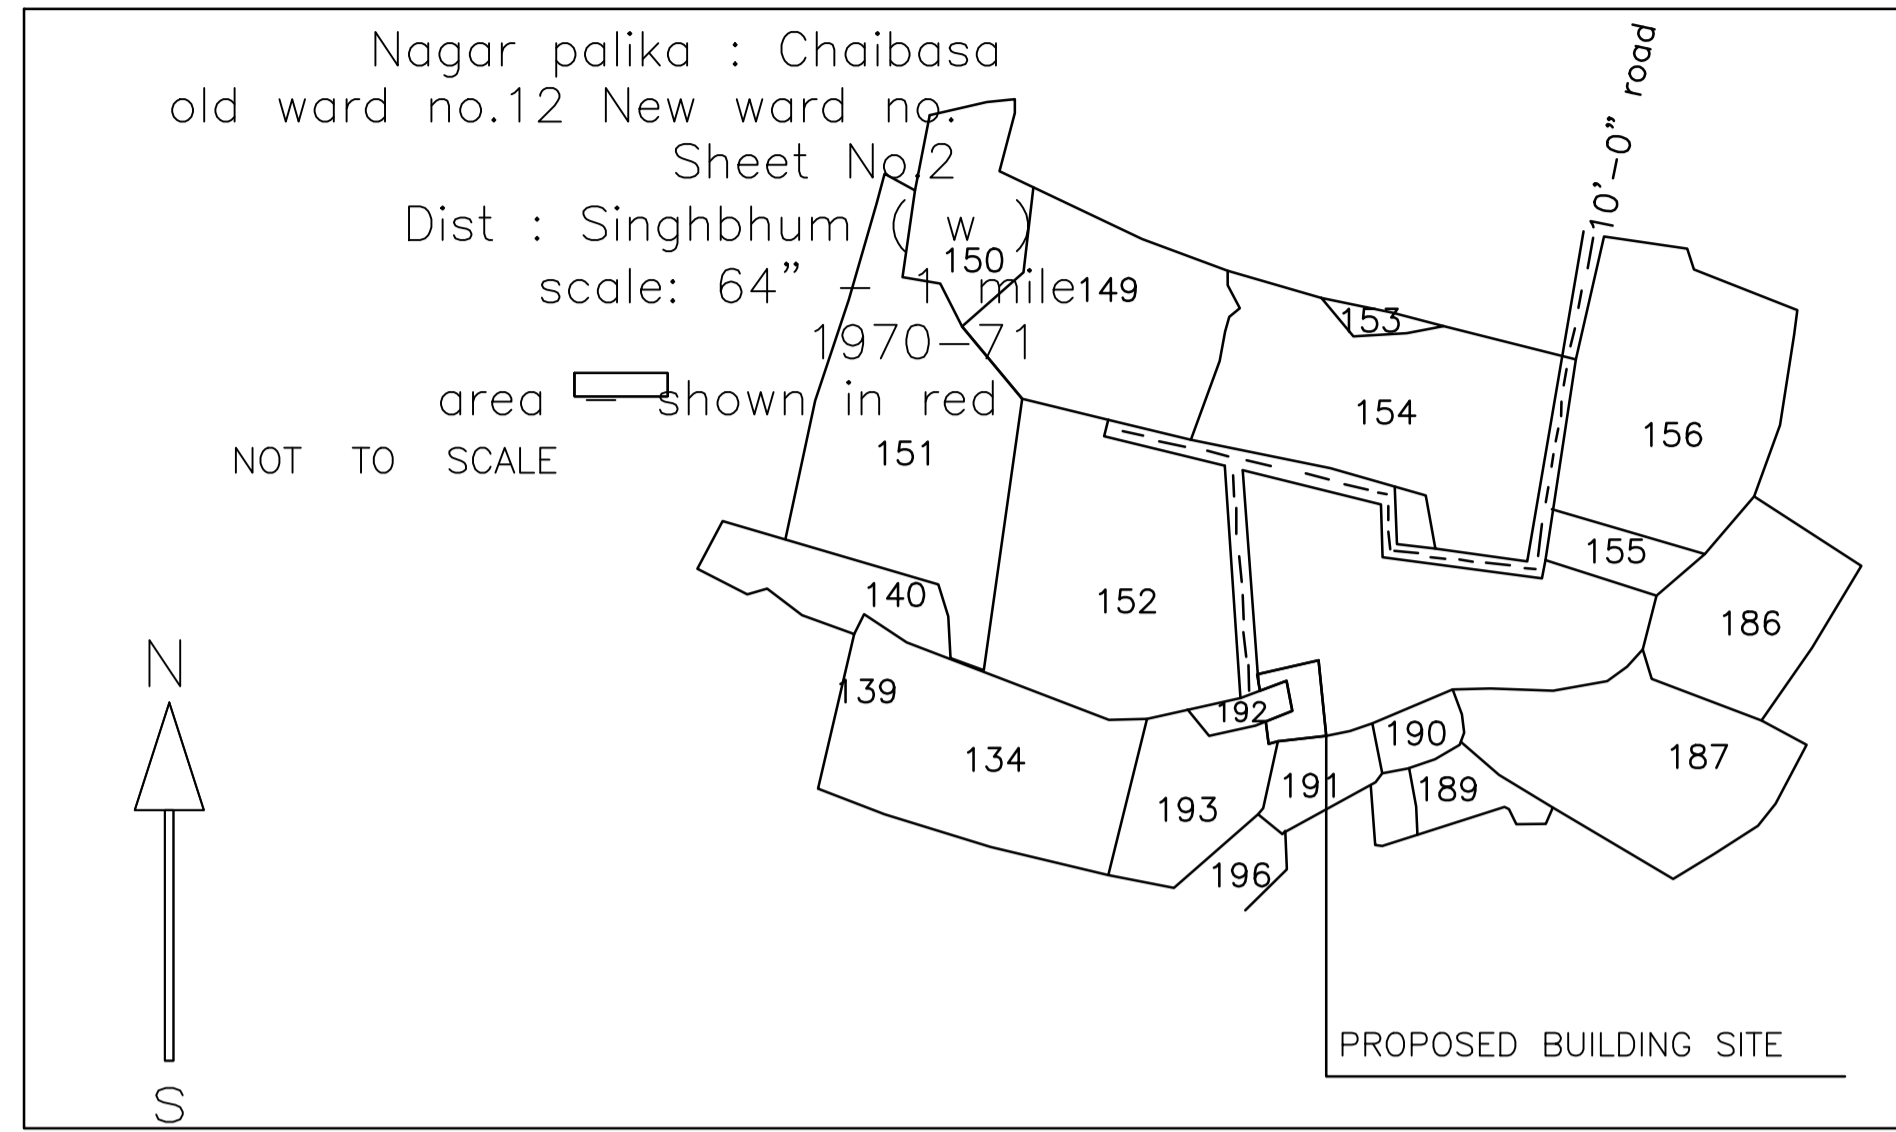 Nagar palika : Chaibasa
old ward no.12 New ward no.
Sheet No.2
Dist : Singhbhum ( w )
scale: 64" - 1 mile
1970-71
area shown in red
NOT TO SCALE
10'-0" road
150
149
153
154
156
151
155
140
152
186
139
192
190
134
187
191
189
193
196
N
S
PROPOSED BUILDING SITE